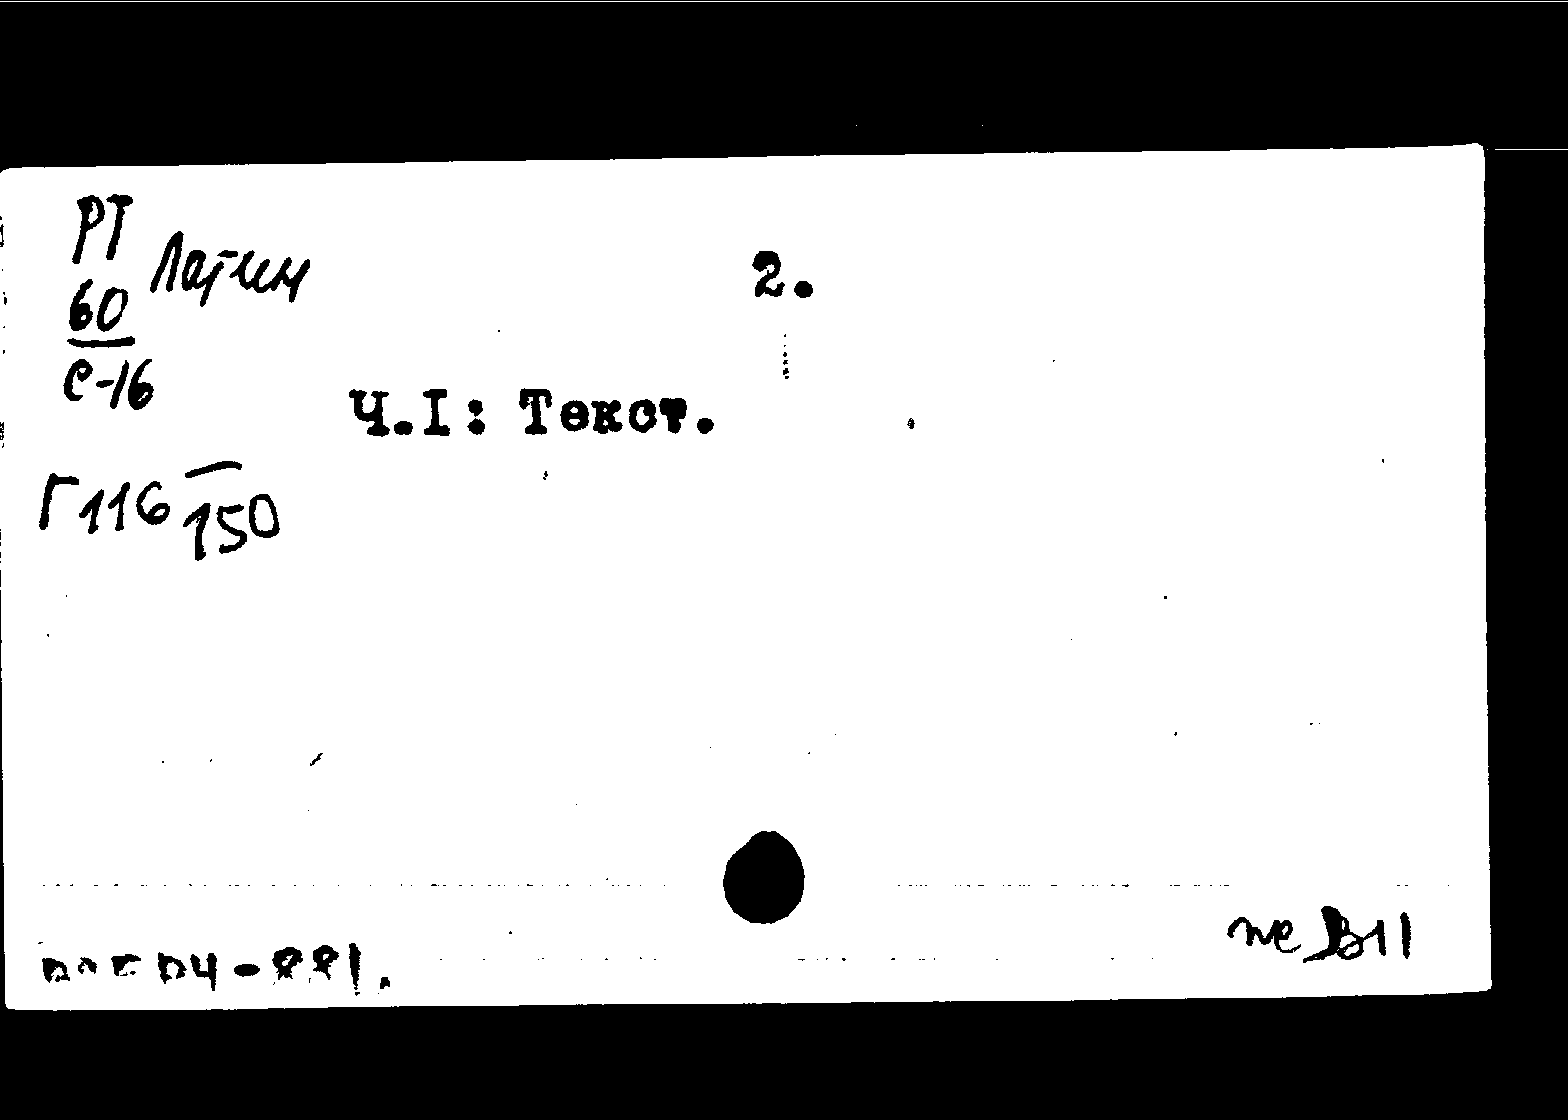 РТ
Латин
60
С-16
2.
Ч.I: Текст.
Г116 150